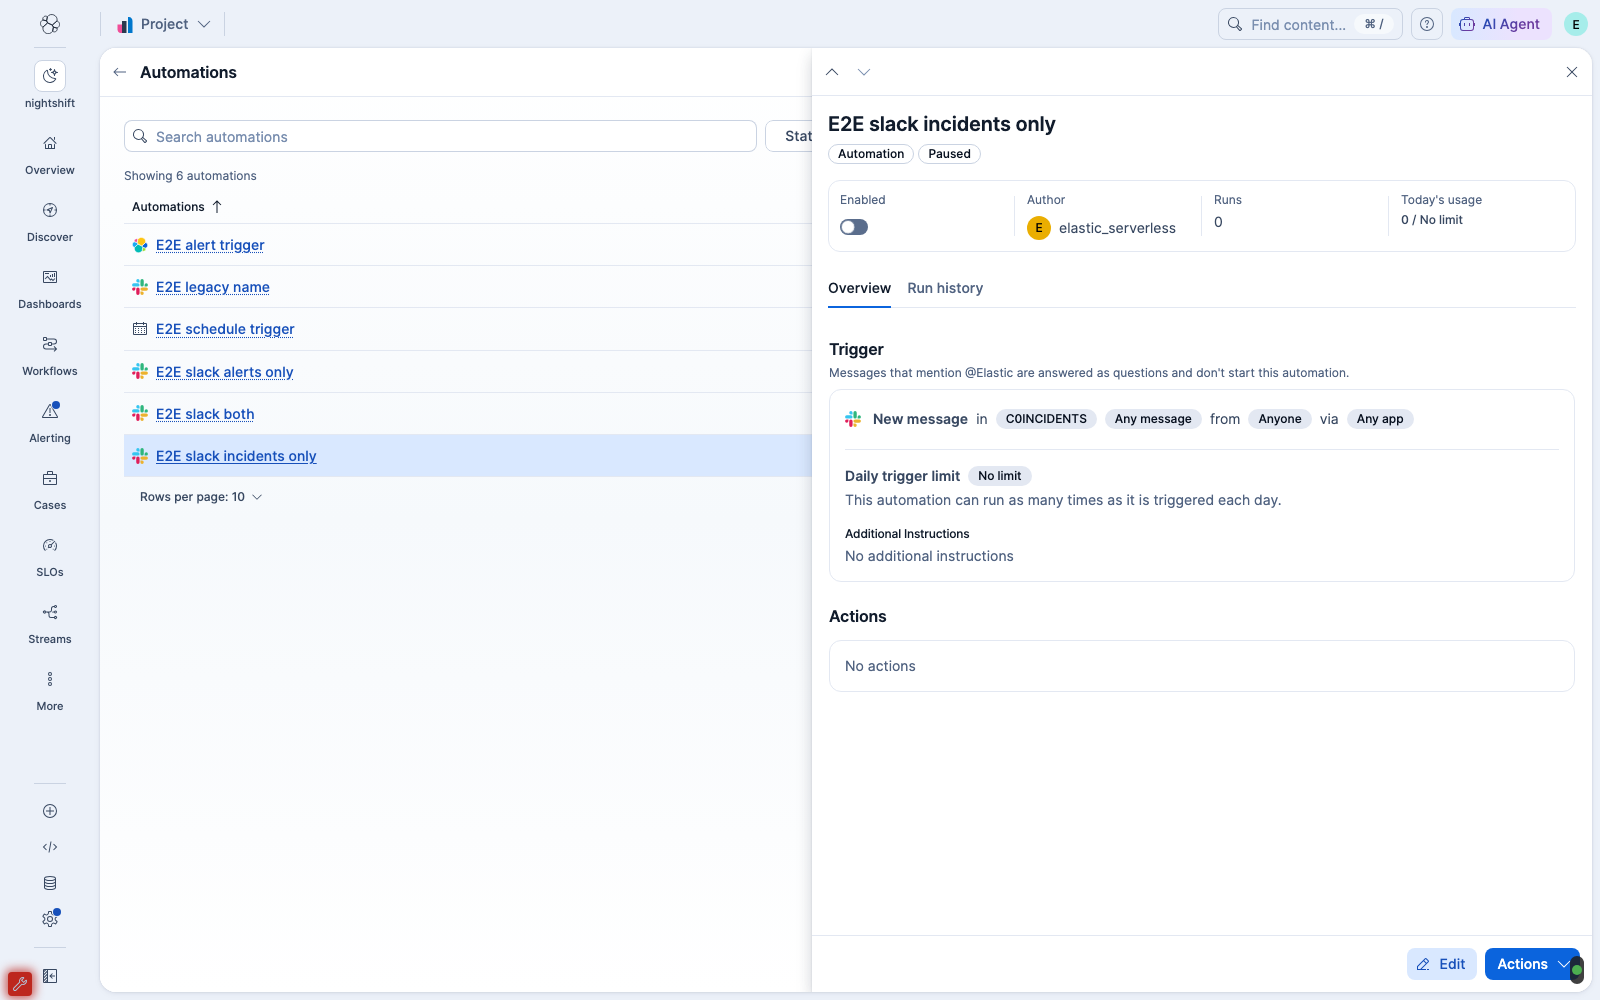 Project
Find content...
⌘ /
AI Agent
E
nightshift
Overview
Discover
Dashboards
Workflows
Alerting
Cases
SLOs
Streams
More
Automations
Search automations
Stat
Showing 6 automations
Automations
E2E alert trigger
E2E legacy name
E2E schedule trigger
E2E slack alerts only
E2E slack both
E2E slack incidents only
Rows per page: 10
E2E slack incidents only
Automation Paused
Enabled
Author
E elastic_serverless
Runs
0
Today's usage
0 / No limit
Overview Run history
Trigger
Messages that mention @Elastic are answered as questions and don't start this automation.
New message in C0INCIDENTS Any message from Anyone via Any app
Daily trigger limit No limit
This automation can run as many times as it is triggered each day.
Additional Instructions
No additional instructions
Actions
No actions
Edit
Actions